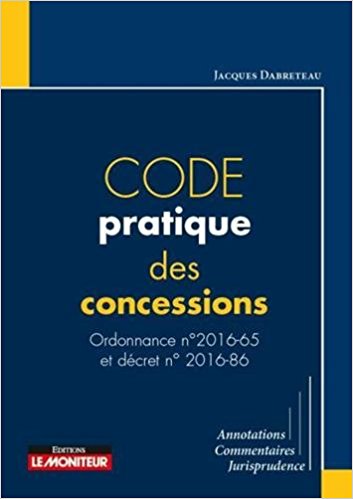 JACQUES DABRETEAU
CODE
pratique
des
concessions
Ordonnance n°2016-65
et décret n° 2016-86
Annotations
Commentaires
Jurisprudence
EDITIONS
LE MONITEUR